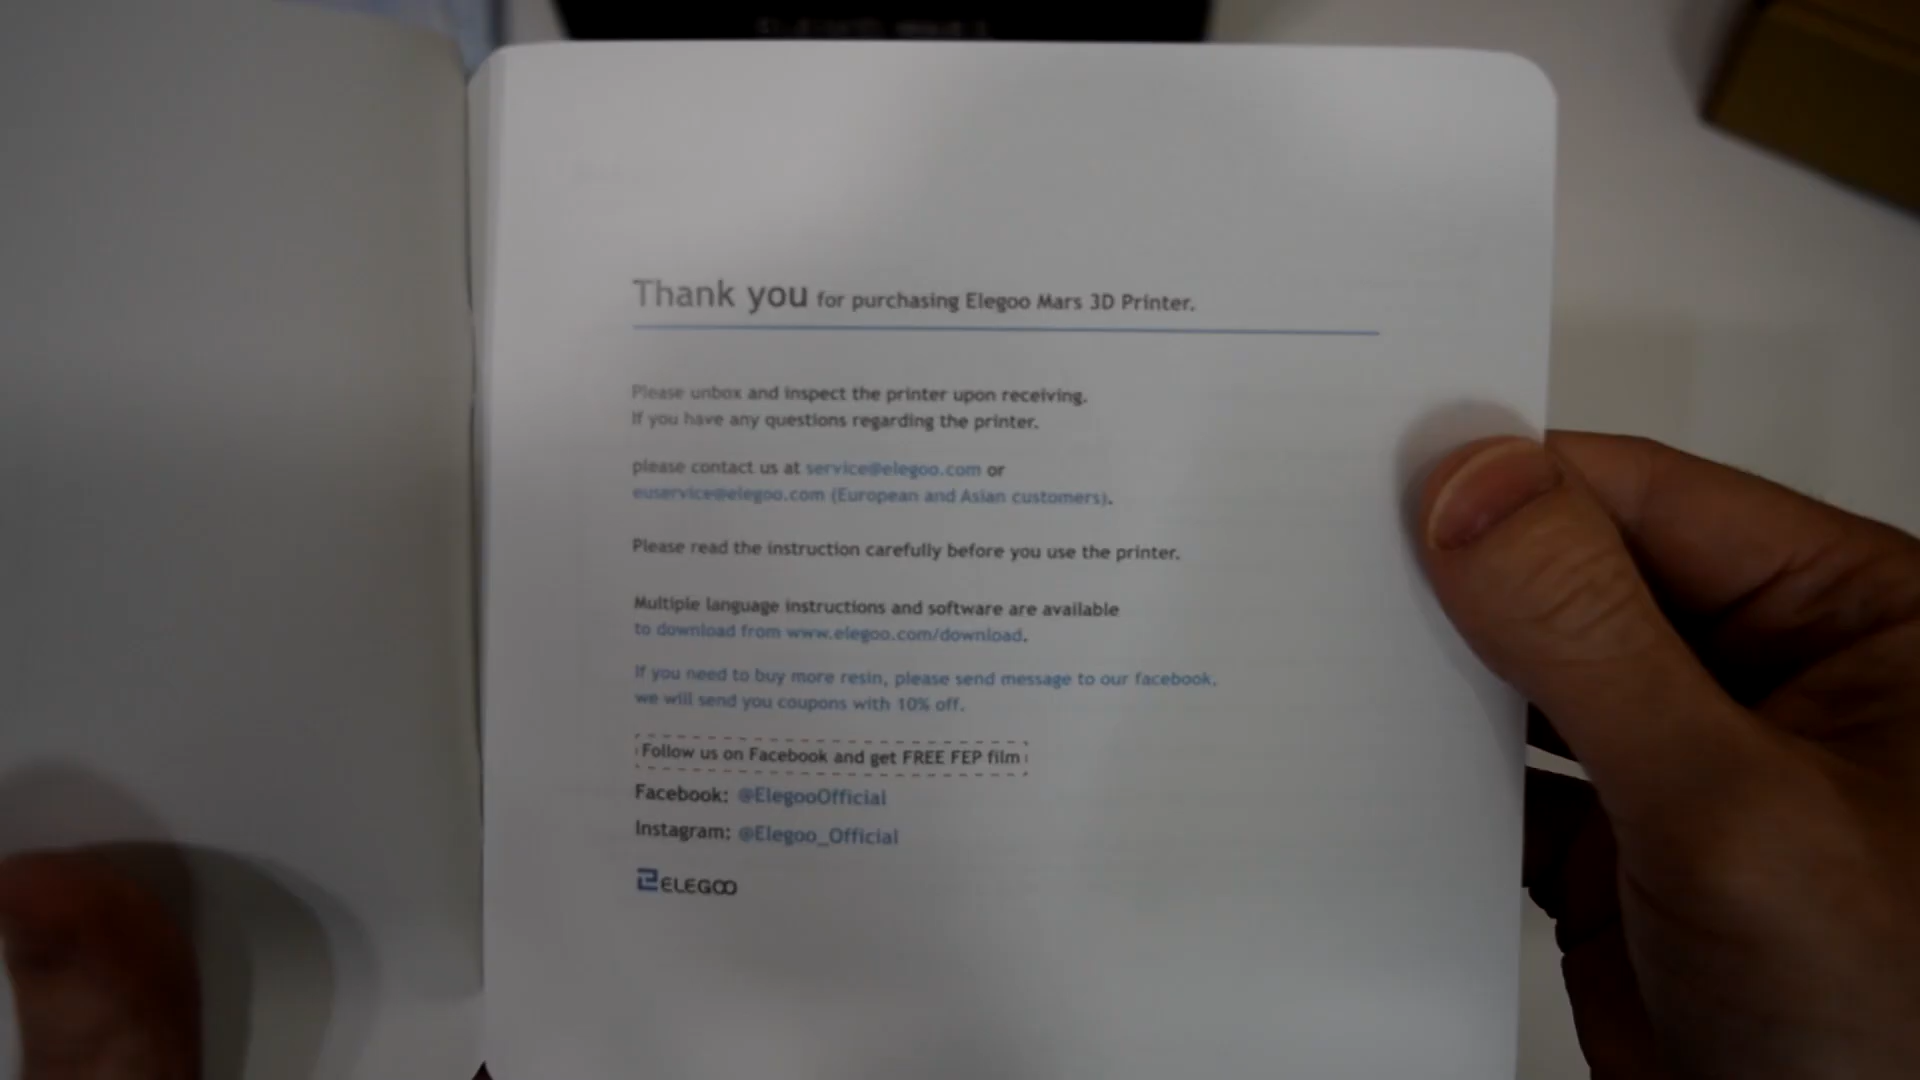 Thank you for purchasing Elegoo Mars 3D Printer.
Please unbox and inspect the printer upon receiving.
If you have any questions regarding the printer.
please contact us at service@elegoo.com or
euservice@elegoo.com (European and Asian customers).
Please read the instruction carefully before you use the printer.
Multiple language instructions and software are available
to download from www.elegoo.com/download.
If you need to buy more resin, please send message to our facebook,
we will send you coupons with 10% off.
Follow us on Facebook and get FREE FEP film
Facebook: @ElegooOfficial
Instagram: @Elegoo_Official
ELEGOO